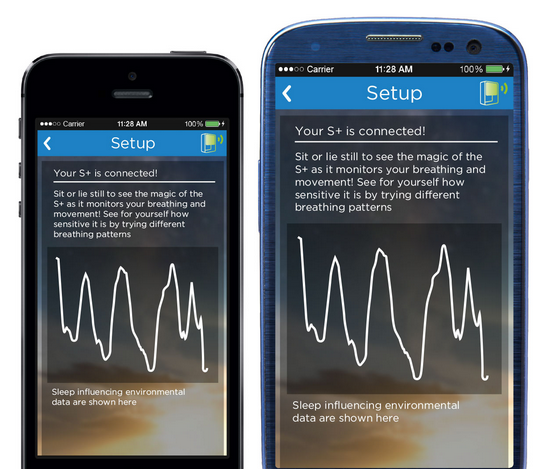 ●●●○○ Carrier 11:28 AM 100%
Setup
Your S+ is connected!
Sit or lie still to see the magic of the
S+ as it monitors your breathing and
movement! See for yourself how
sensitive it is by trying different
breathing patterns
Sleep influencing environmental
data are shown here
●●●○○ Carrier 11:28 AM 100%
Setup
Your S+ is connected!
Sit or lie still to see the magic of the
S+ as it monitors your breathing and
movement! See for yourself how
sensitive it is by trying different
breathing patterns
Sleep influencing environmental
data are shown here